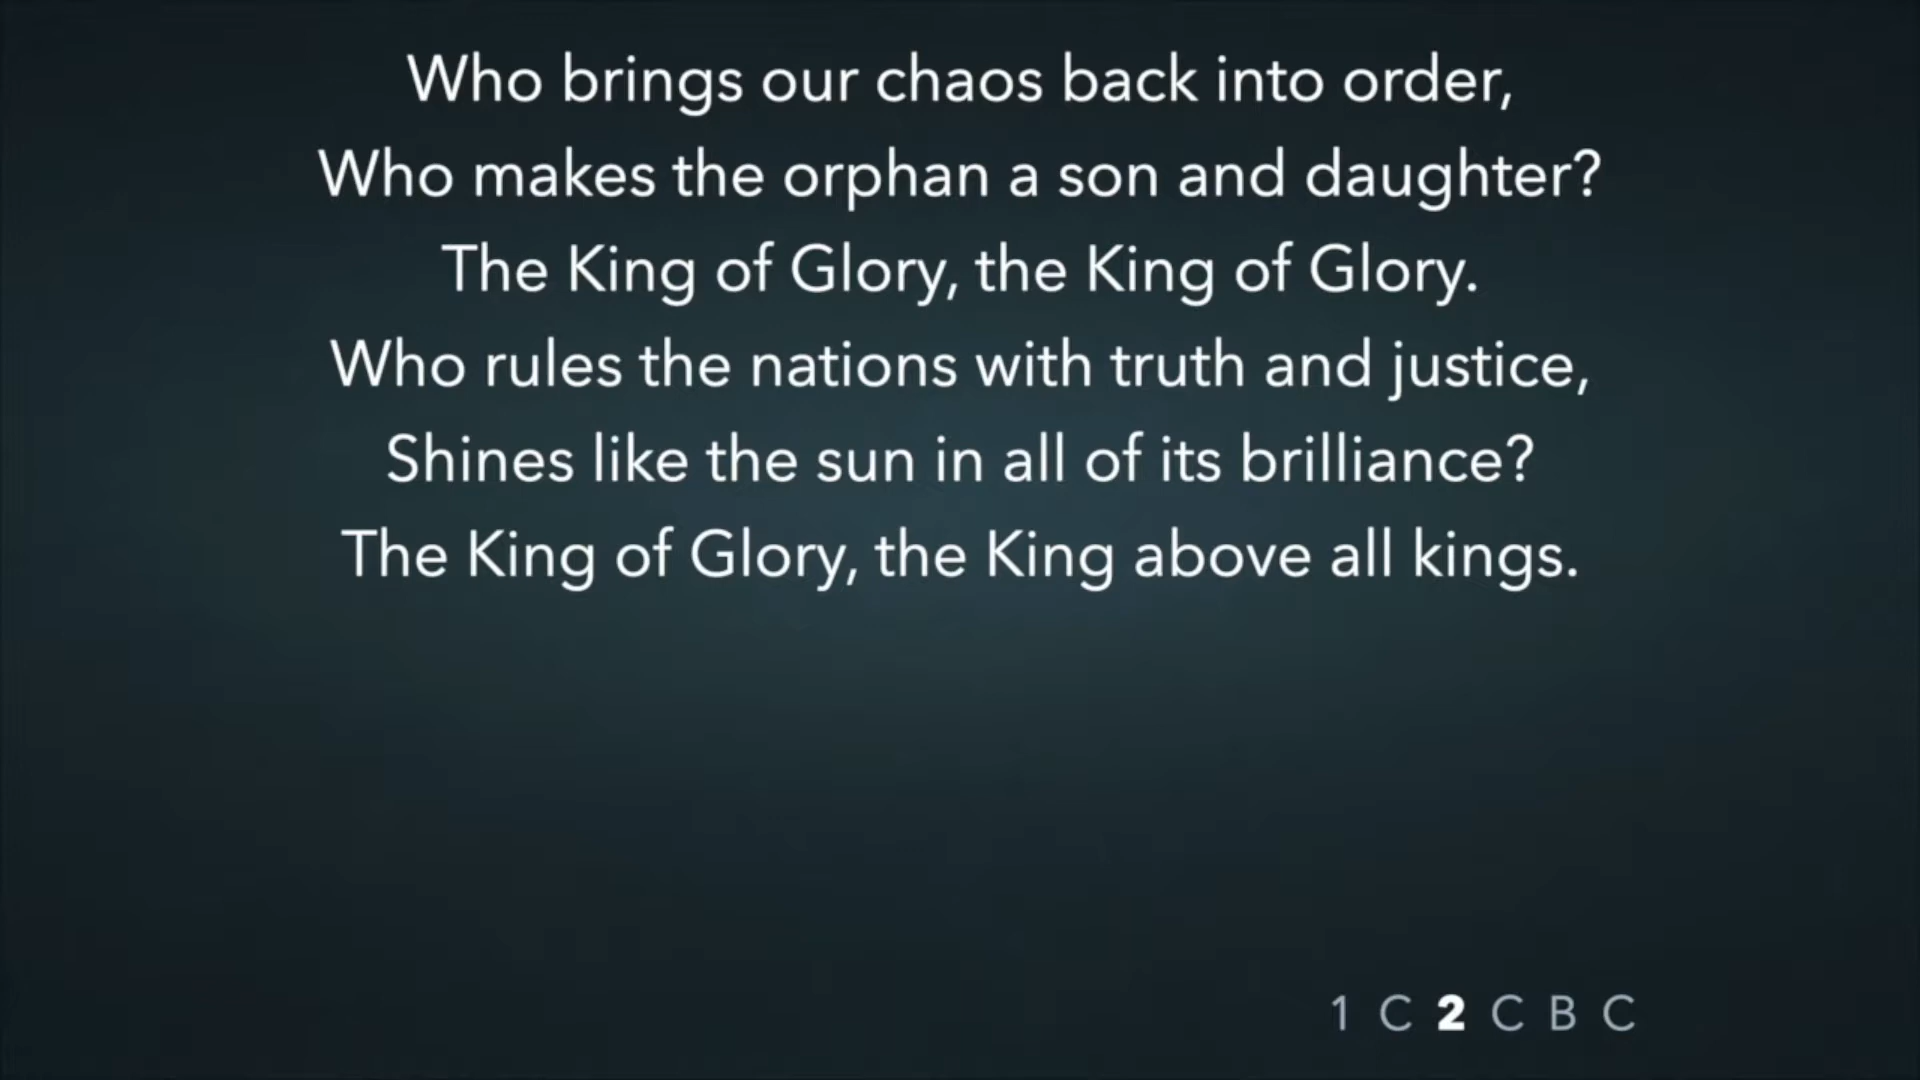 Who brings our chaos back into order,
Who makes the orphan a son and daughter?
The King of Glory, the King of Glory.
Who rules the nations with truth and justice,
Shines like the sun in all of its brilliance?
The King of Glory, the King above all kings.
1 C 2 C B C